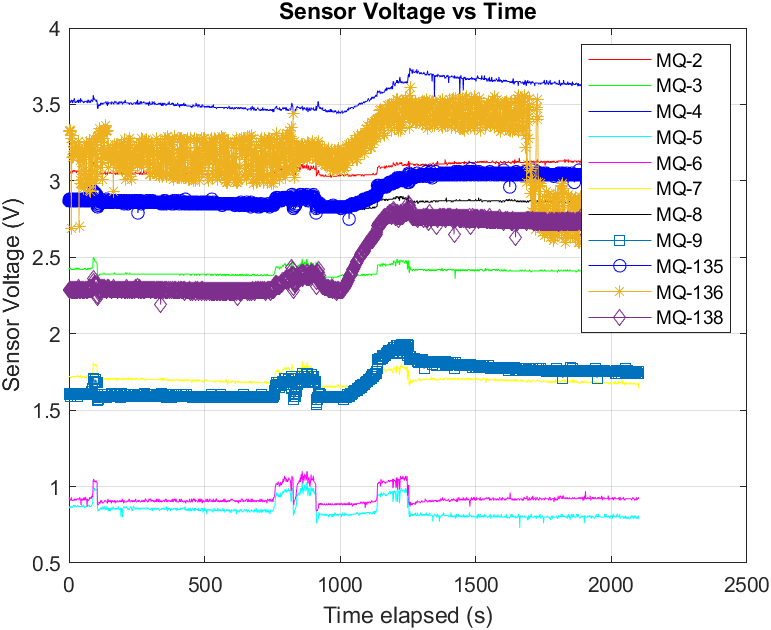 Sensor Voltage vs Time
4
3.5
3
2.5
2
1.5
1
0.5
Sensor Voltage (V)
0
500
1000
1500
2000
2500
Time elapsed (s)
MQ-2
MQ-3
MQ-4
MQ-5
MQ-6
MQ-7
MQ-8
MQ-9
MQ-135
MQ-136
MQ-138